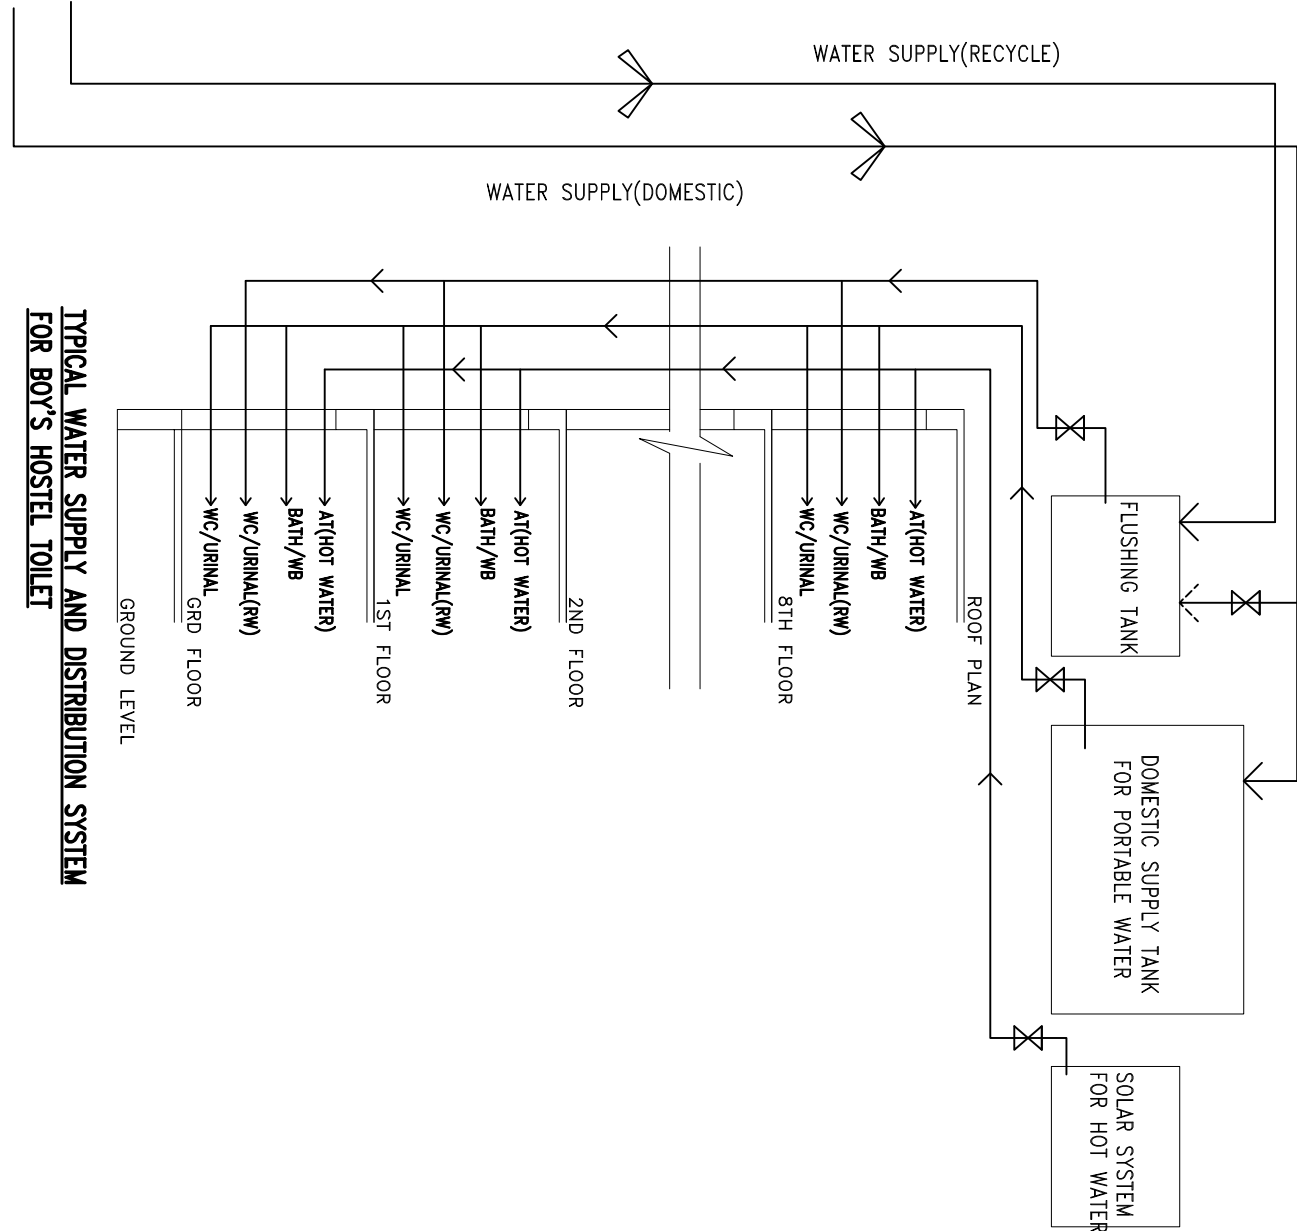 WATER SUPPLY(RECYCLE)
WATER SUPPLY(DOMESTIC)
FLUSHING TANK
DOMESTIC SUPPLY TANK
FOR PORTABLE WATER
SOLAR SYSTEM
FOR HOT WATER
ROOF PLAN
AT(HOT WATER)
BATH/WB
WC/URINAL(RW)
WC/URINAL
8TH FLOOR
2ND FLOOR
AT(HOT WATER)
BATH/WB
WC/URINAL(RW)
WC/URINAL
1ST FLOOR
AT(HOT WATER)
BATH/WB
WC/URINAL(RW)
WC/URINAL
GRD FLOOR
GROUND LEVEL
TYPICAL WATER SUPPLY AND DISTRIBUTION SYSTEM
FOR BOY'S HOSTEL TOILET